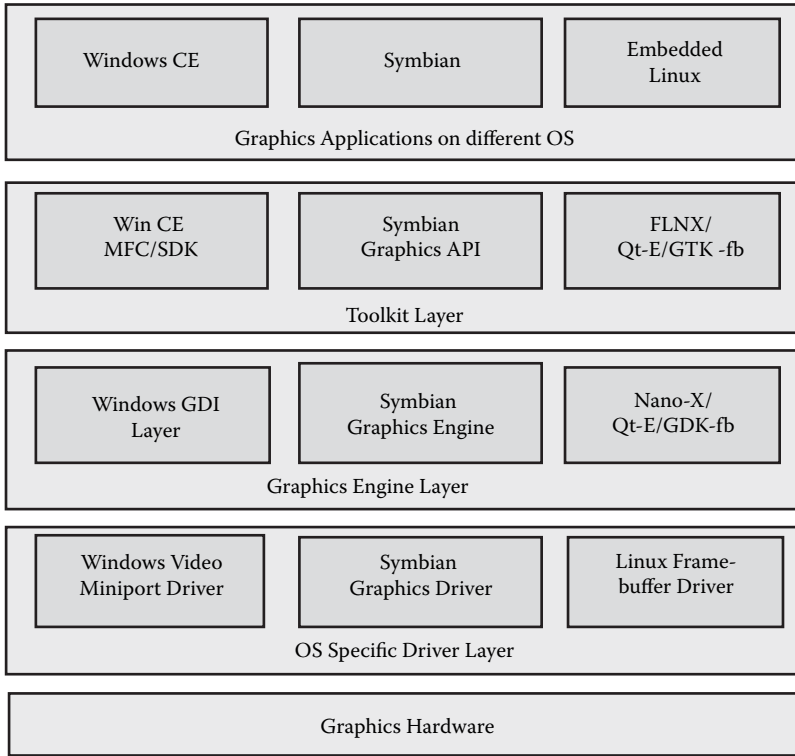 Windows CE
Symbian
Embedded
Linux
Graphics Applications on different OS
Win CE
MFC/SDK
Symbian
Graphics API
FLNX/
Qt-E/GTK -fb
Toolkit Layer
Windows GDI
Layer
Symbian
Graphics Engine
Nano-X/
Qt-E/GDK-fb
Graphics Engine Layer
Windows Video
Miniport Driver
Symbian
Graphics Driver
Linux Frame-
buffer Driver
OS Specific Driver Layer
Graphics Hardware